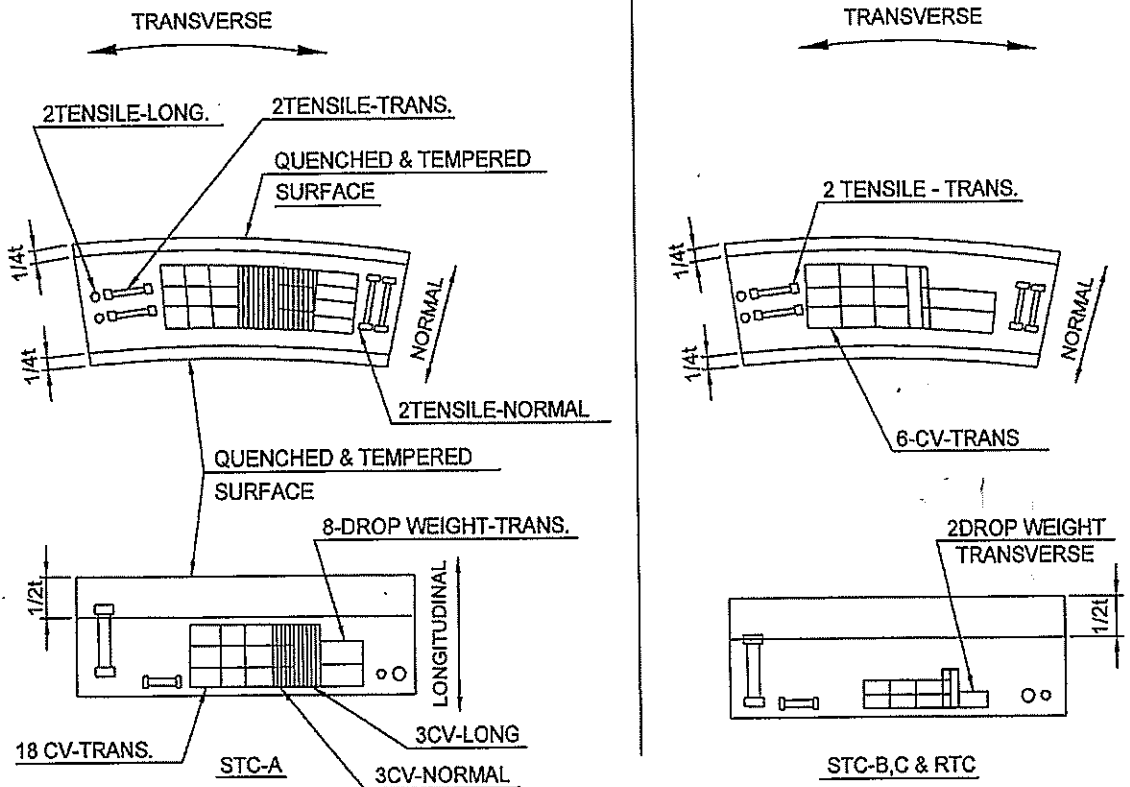 TRANSVERSE
2TENSILE-LONG.
2TENSILE-TRANS.
QUENCHED & TEMPERED
SURFACE
1/4t
1/4t
NORMAL
2TENSILE-NORMAL
QUENCHED & TEMPERED
SURFACE
8-DROP WEIGHT-TRANS.
1/2t
LONGITUDINAL
18 CV-TRANS.
3CV-LONG
3CV-NORMAL
STC-A
TRANSVERSE
2 TENSILE - TRANS.
1/4t
1/4t
NORMAL
6-CV-TRANS
2DROP WEIGHT
TRANSVERSE
1/2t
STC-B,C & RTC